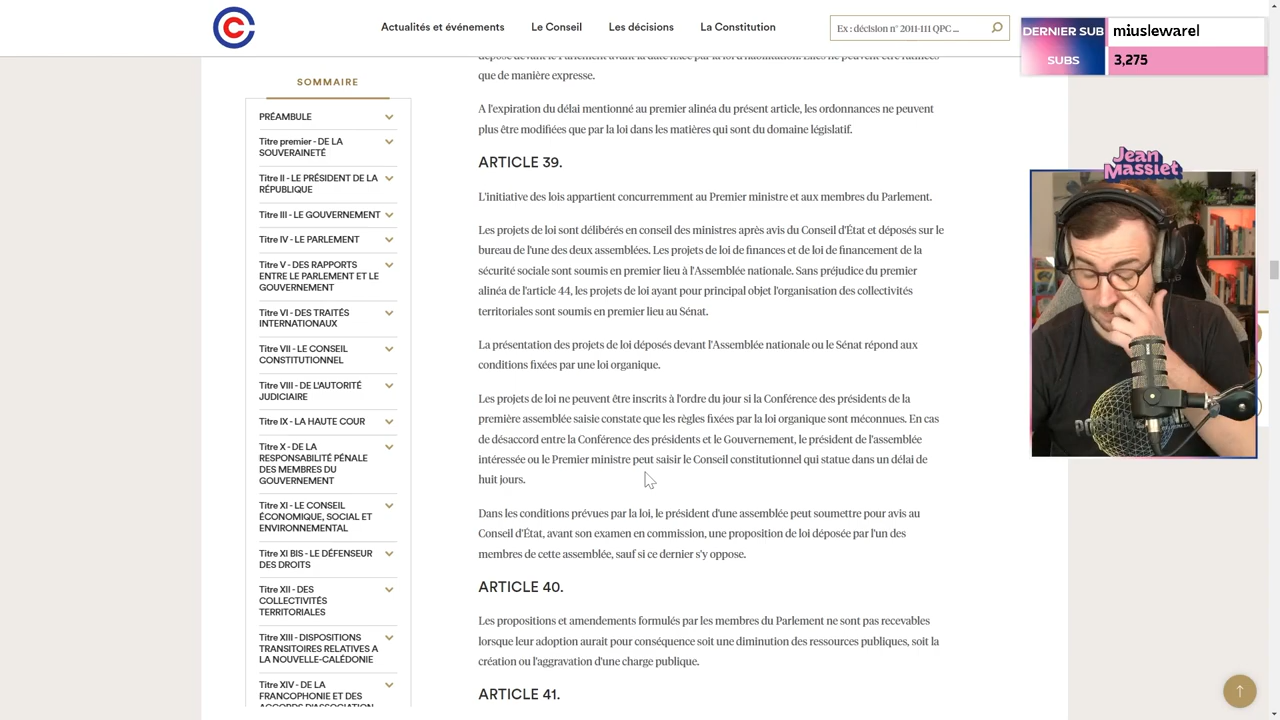 Actualités et événements
Le Conseil
Les décisions
La Constitution
Ex : décision n° 2011-111 QPC ...
DERNIER SUB
miuslewarel
SUBS
3,275
SOMMAIRE
PRÉAMBULE
Titre premier - DE LA
SOUVERAINETÉ
Titre II - LE PRÉSIDENT DE LA
RÉPUBLIQUE
Titre III - LE GOUVERNEMENT
Titre IV - LE PARLEMENT
Titre V - DES RAPPORTS
ENTRE LE PARLEMENT ET LE
GOUVERNEMENT
Titre VI - DES TRAITÉS
INTERNATIONAUX
Titre VII - LE CONSEIL
CONSTITUTIONNEL
Titre VIII - DE L'AUTORITÉ
JUDICIAIRE
Titre IX - LA HAUTE COUR
Titre X - DE LA
RESPONSABILITÉ PÉNALE
DES MEMBRES DU
GOUVERNEMENT
Titre XI - LE CONSEIL
ÉCONOMIQUE, SOCIAL ET
ENVIRONNEMENTAL
Titre XI BIS - LE DÉFENSEUR
DES DROITS
Titre XII - DES
COLLECTIVITÉS
TERRITORIALES
Titre XIII - DISPOSITIONS
TRANSITOIRES RELATIVES A
LA NOUVELLE-CALÉDONIE
Titre XIV - DE LA
FRANCOPHONIE ET DES
ACCORDS D'ASSOCIATION
que de manière expresse.
A l'expiration du délai mentionné au premier alinéa du présent article, les ordonnances ne peuvent
plus être modifiées que par la loi dans les matières qui sont du domaine législatif.
ARTICLE 39.
L'initiative des lois appartient concurremment au Premier ministre et aux membres du Parlement.
Les projets de loi sont délibérés en conseil des ministres après avis du Conseil d'État et déposés sur le
bureau de l'une des deux assemblées. Les projets de loi de finances et de loi de financement de la
sécurité sociale sont soumis en premier lieu à l'Assemblée nationale. Sans préjudice du premier
alinéa de l'article 44, les projets de loi ayant pour principal objet l'organisation des collectivités
territoriales sont soumis en premier lieu au Sénat.
La présentation des projets de loi déposés devant l'Assemblée nationale ou le Sénat répond aux
conditions fixées par une loi organique.
Les projets de loi ne peuvent être inscrits à l'ordre du jour si la Conférence des présidents de la
première assemblée saisie constate que les règles fixées par la loi organique sont méconnues. En cas
de désaccord entre la Conférence des présidents et le Gouvernement, le président de l'assemblée
intéressée ou le Premier ministre peut saisir le Conseil constitutionnel qui statue dans un délai de
huit jours.
Dans les conditions prévues par la loi, le président d'une assemblée peut soumettre pour avis au
Conseil d'État, avant son examen en commission, une proposition de loi déposée par l'un des
membres de cette assemblée, sauf si ce dernier s'y oppose.
ARTICLE 40.
Les propositions et amendements formulés par les membres du Parlement ne sont pas recevables
lorsque leur adoption aurait pour conséquence soit une diminution des ressources publiques, soit la
création ou l'aggravation d'une charge publique.
ARTICLE 41.
Jean
Massiet